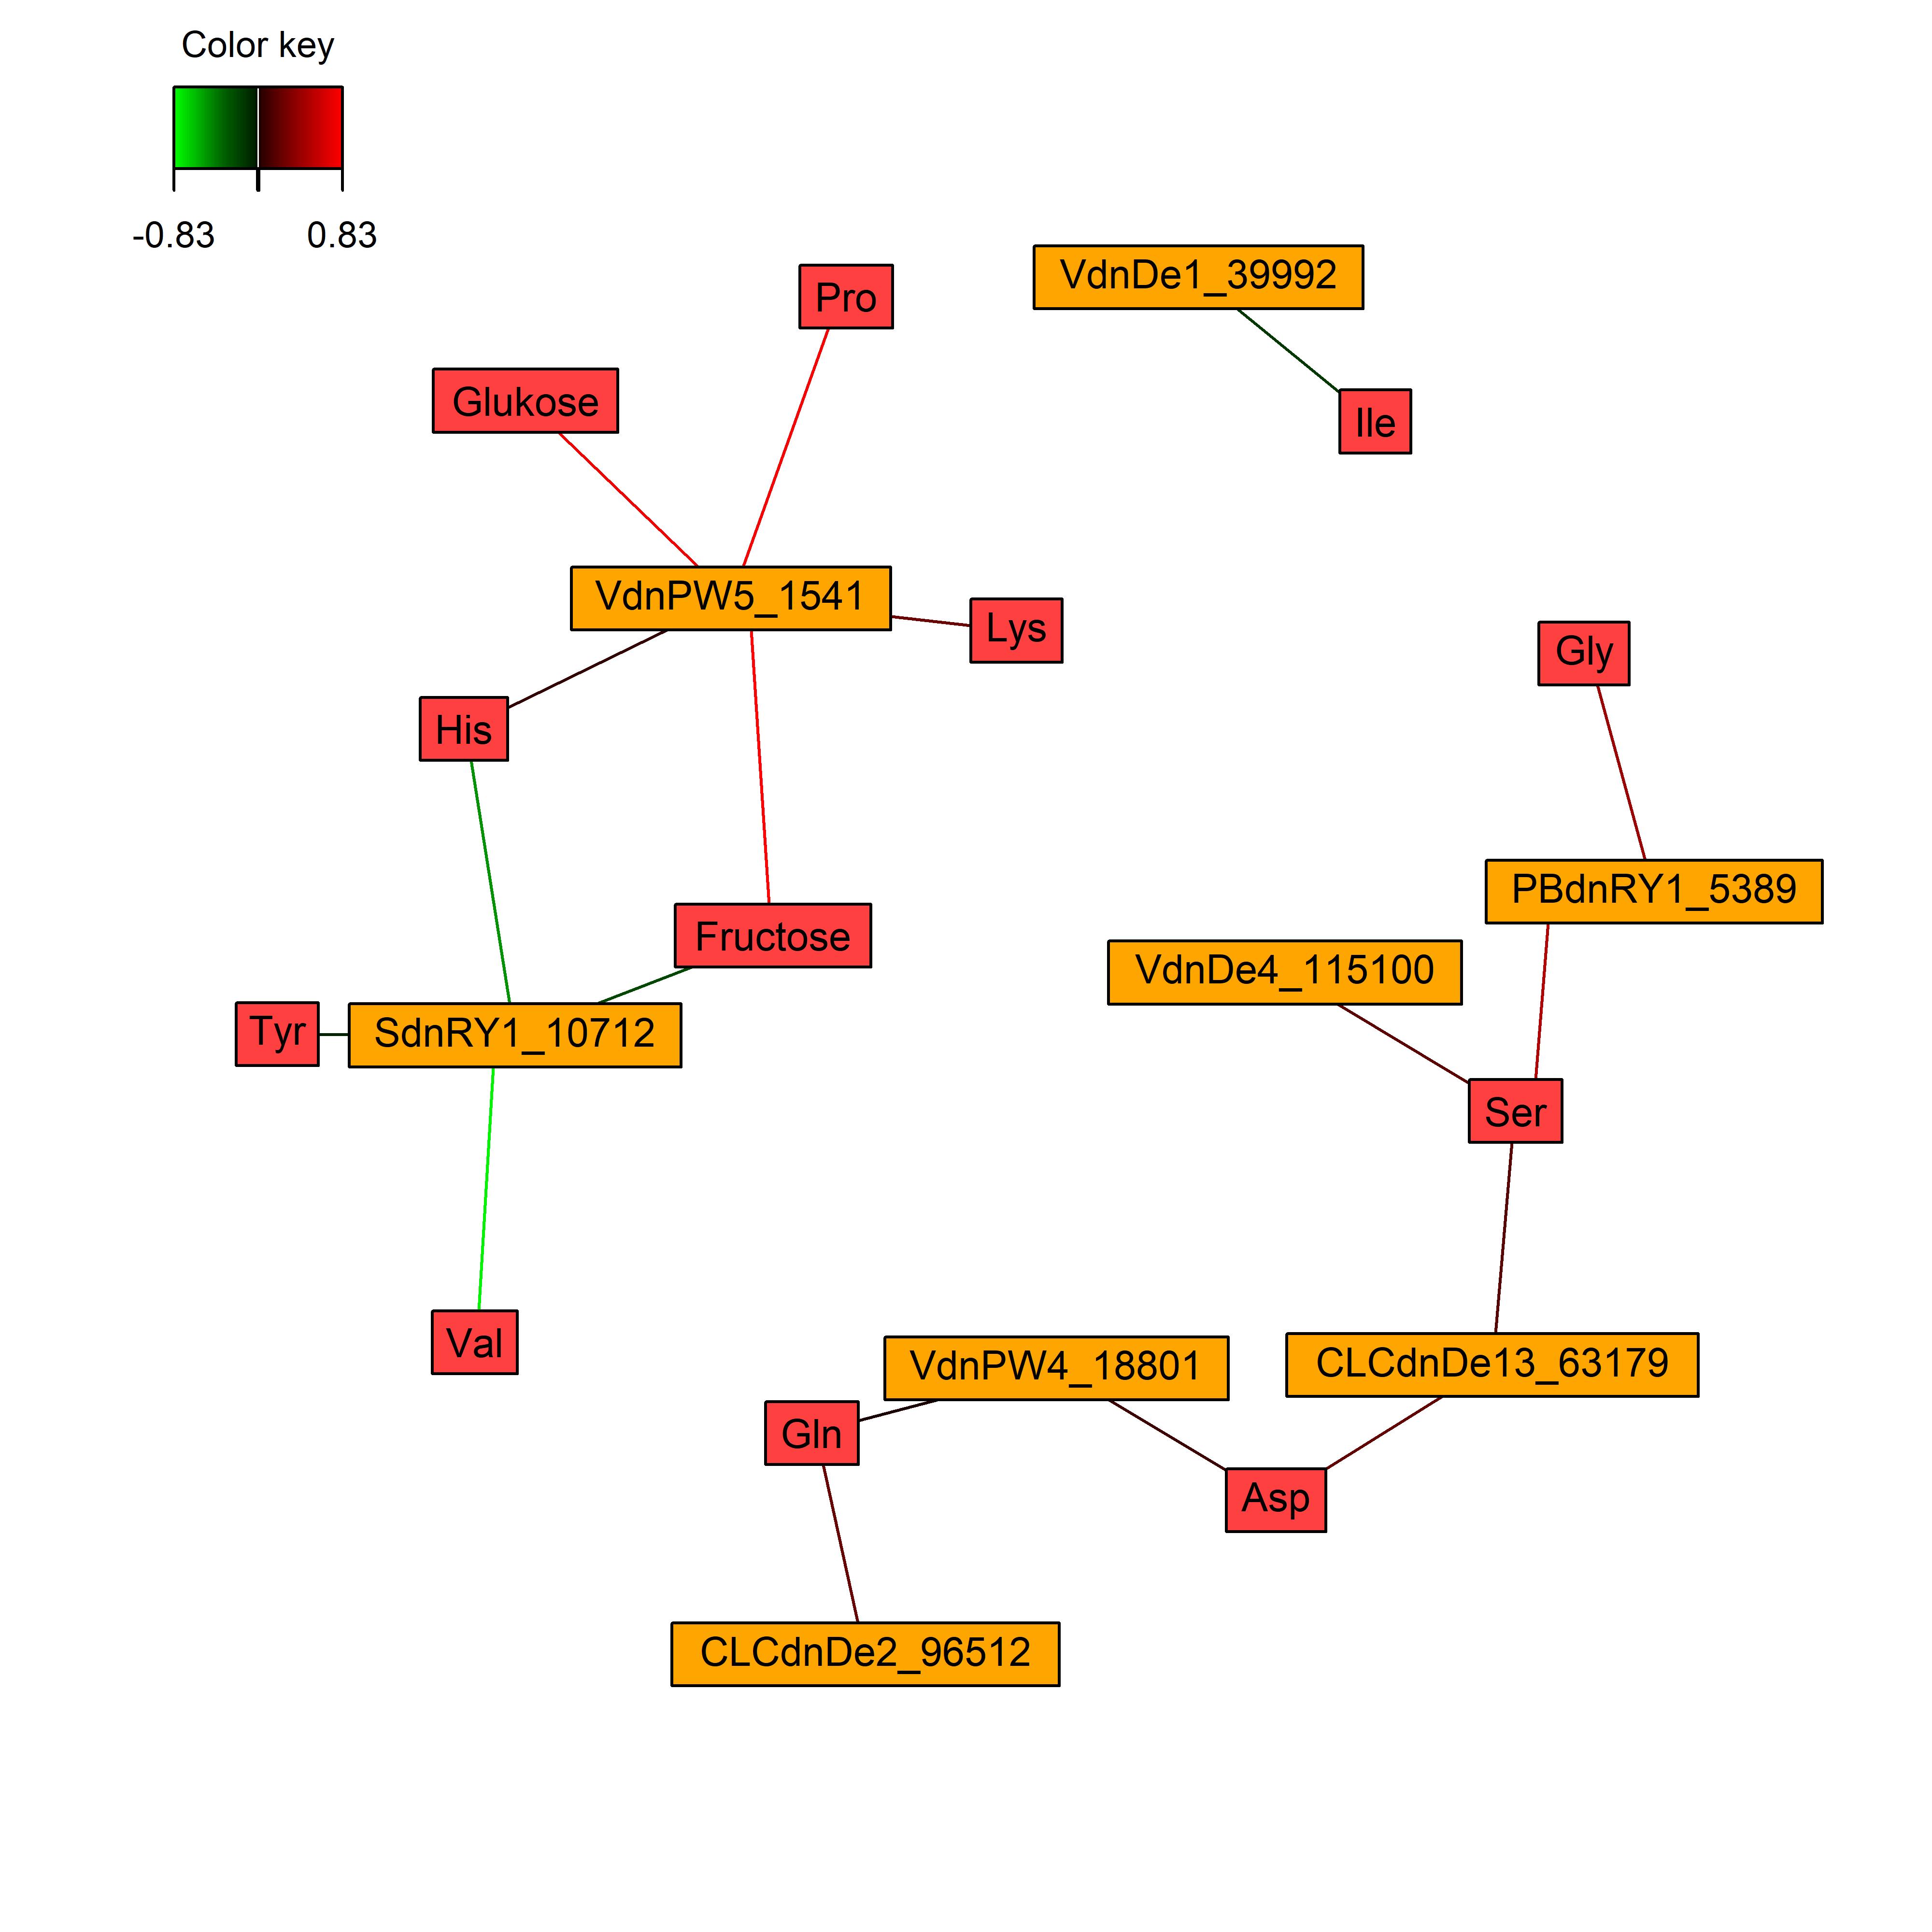 Color key
-0.83 0.83
VdnDe1_39992
Pro
Glukose
Ile
VdnPW5_1541
Lys
Gly
His
PBdnRY1_5389
Fructose
VdnDe4_115100
Tyr
SdnRY1_10712
Ser
Val
VdnPW4_18801
CLCdnDe13_63179
Gln
Asp
CLCdnDe2_96512